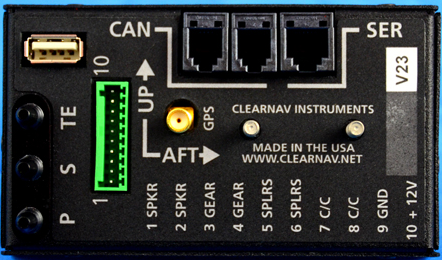 CAN
SER
V23
10
UP
AFT
GPS
CLEARNAV INSTRUMENTS
MADE IN THE USA
WWW.CLEARNAV.NET
TE
S
P
1
1 SPKR
2 SPKR
3 GEAR
4 GEAR
5 SPLRS
6 SPLRS
7 C/C
8 C/C
9 GND
10 + 12V